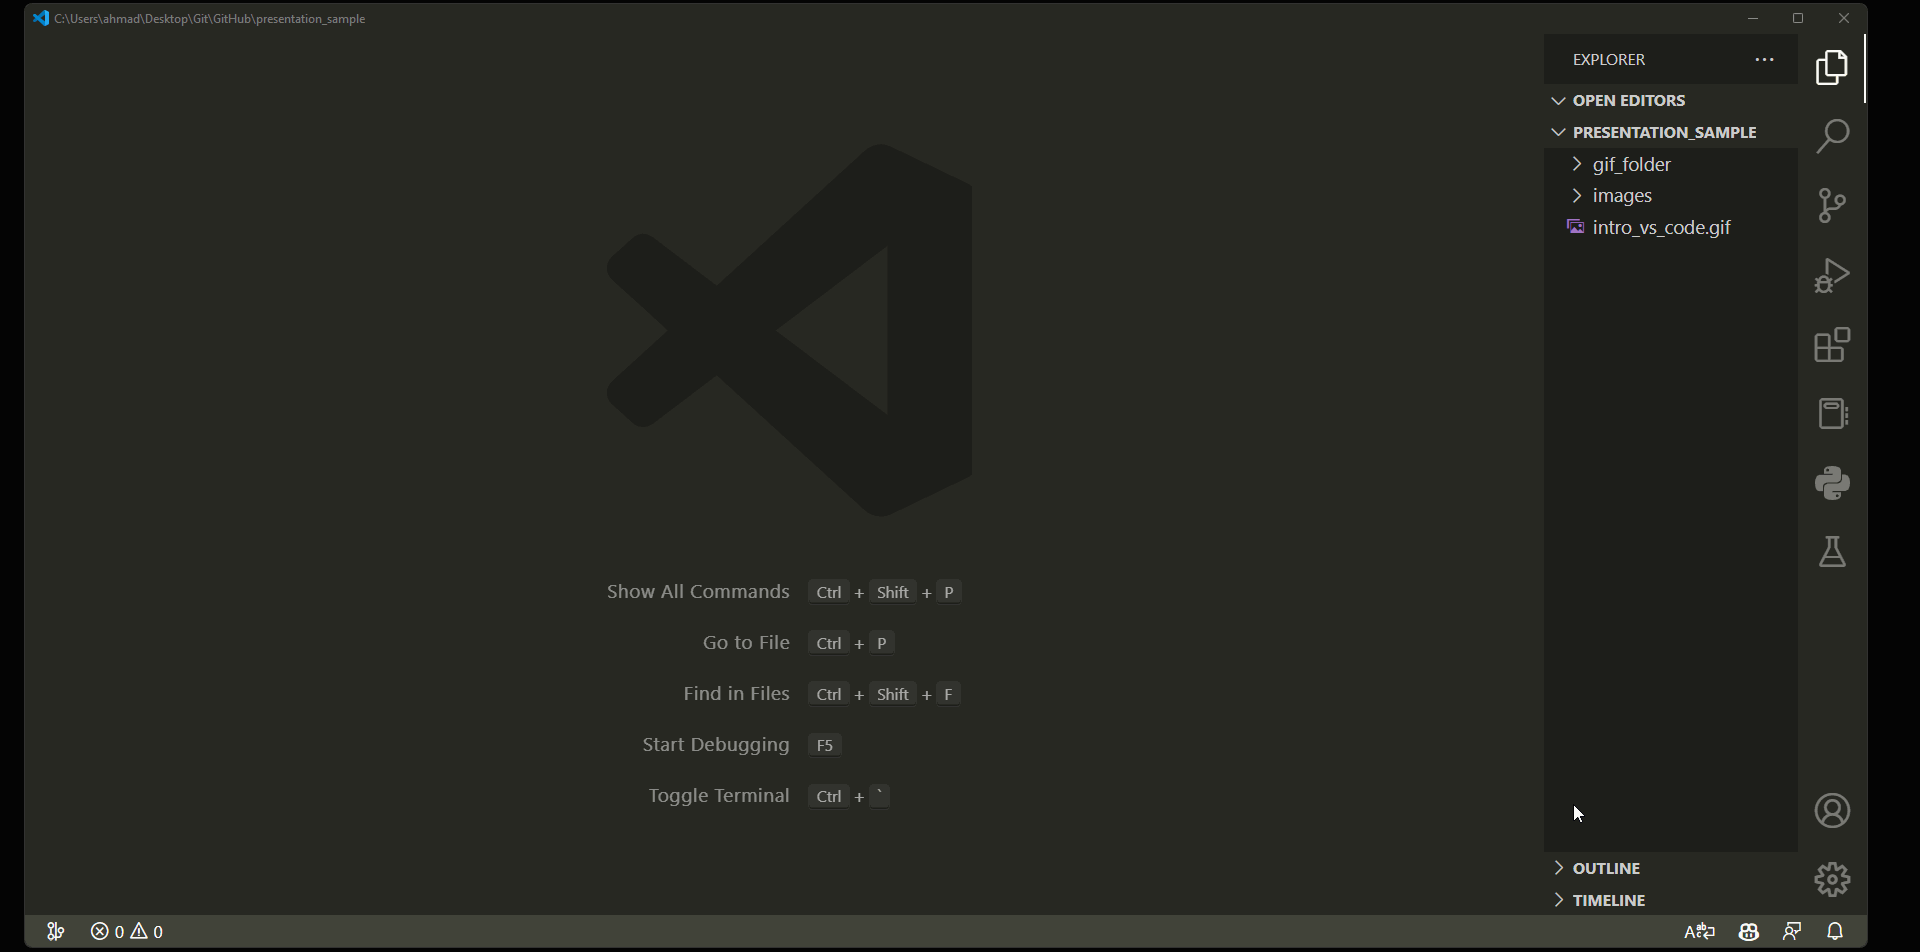 C:\Users\ahmad\Desktop\Git\GitHub\presentation_sample
EXPLORER
OPEN EDITORS
PRESENTATION_SAMPLE
gif_folder
images
intro_vs_code.gif
Show All Commands Ctrl + Shift + P
Go to File Ctrl + P
Find in Files Ctrl + Shift + F
Start Debugging F5
Toggle Terminal Ctrl + `
OUTLINE
TIMELINE
0 0